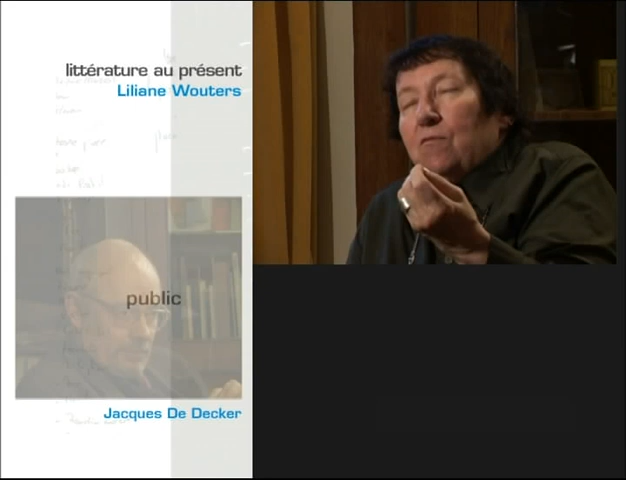 littérature au présent
Liliane Wouters
public
Jacques De Decker